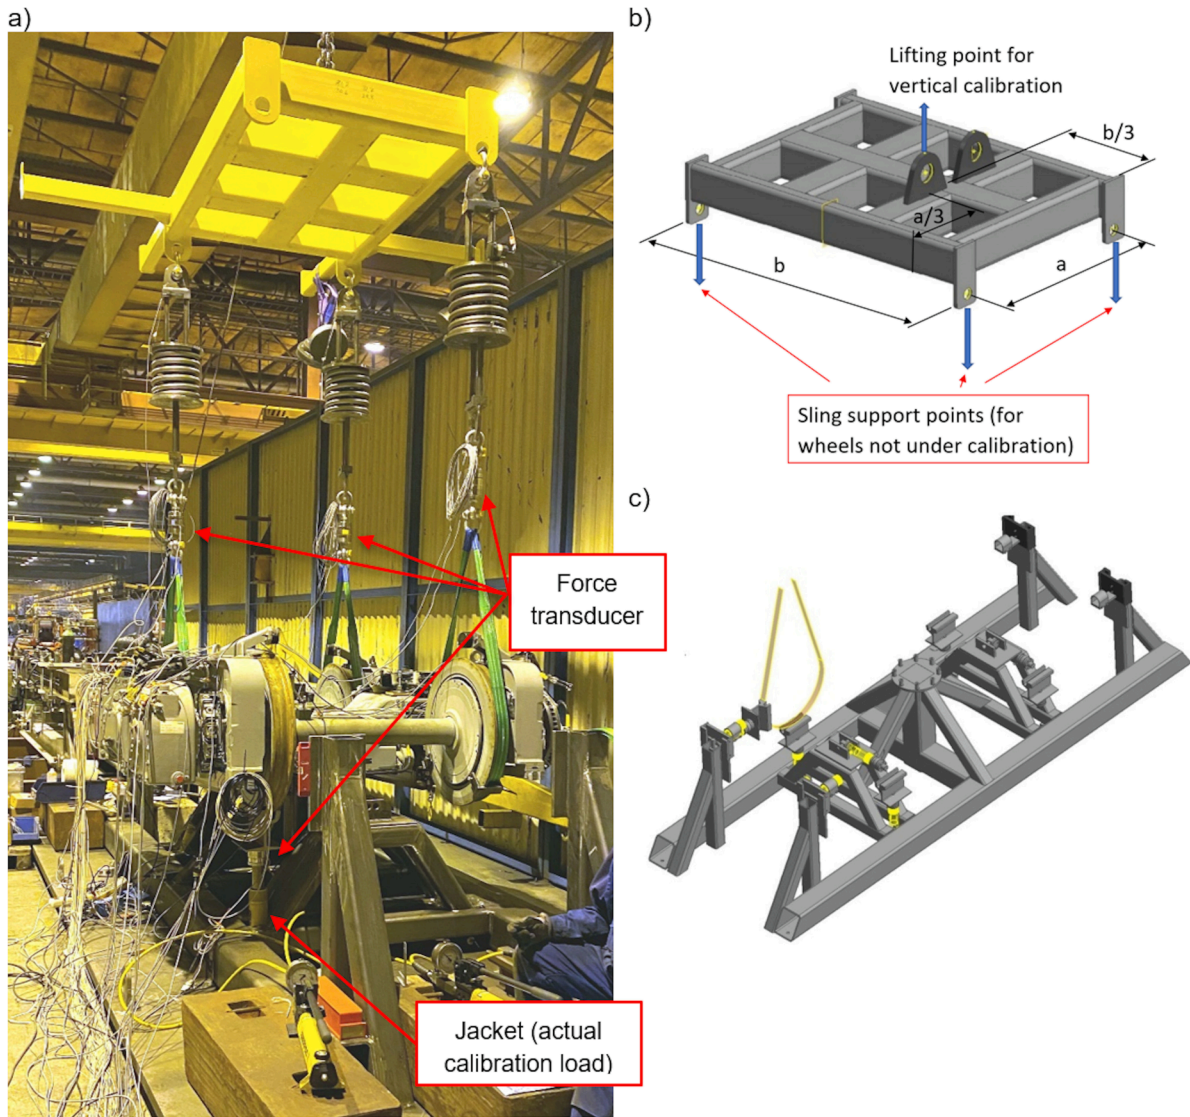 a)
Force
transducer
Jacket (actual
calibration load)
b)
Lifting point for
vertical calibration
b/3
a/3
b
a
Sling support points (for
wheels not under calibration)
c)